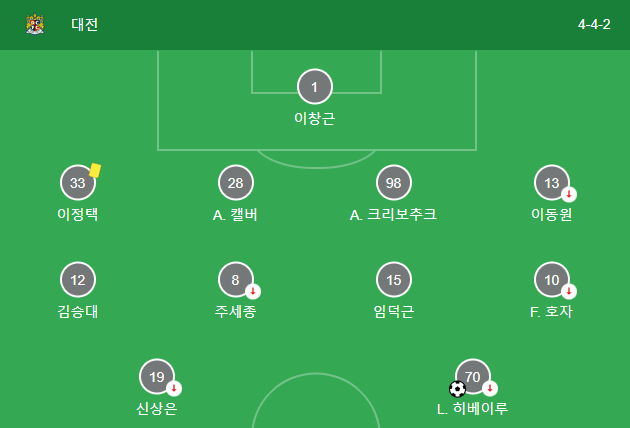 대전
4-4-2
1
이창근
33
이정택
28
A. 캘버
98
A. 크리보추크
13
이동원
12
김승대
8
주세종
15
임덕근
10
F. 호자
19
신상은
70
L. 히베이루